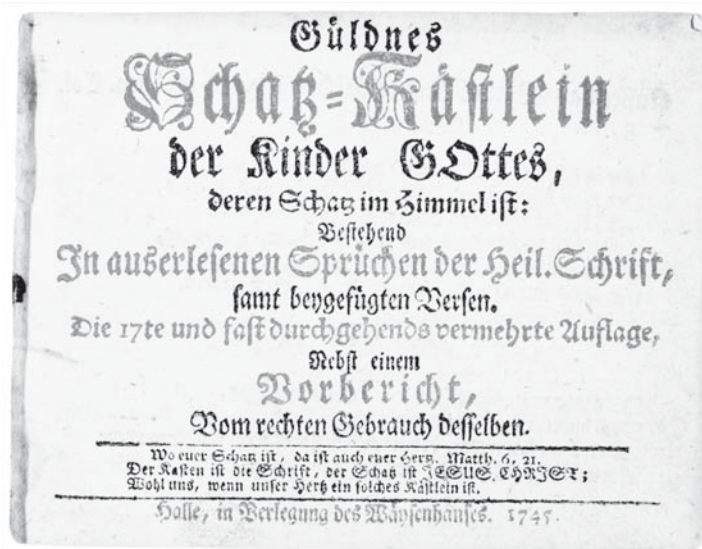 Güldnes
Schatz-Kästlein
der Kinder GOttes,
deren Schatz im Himmel ist:
Bestehend
In auserlesenen Sprüchen der Heil. Schrift,
samt beygefügten Versen.
Die 17te und fast durchgehends vermehrte Auflage,
Nebst einem
Vorbericht,
Vom rechten Gebrauch desselben.
Wo euer Schatz ist, da ist auch euer Hertz. Matth. 6, 21.
Der Kasten ist die Schrift, der Schatz ist JESUS CHRIST;
Wohl uns, wenn unser Hertz ein solches Kästlein ist.
Halle, in Verlegung des Wäysenhauses. 1745.